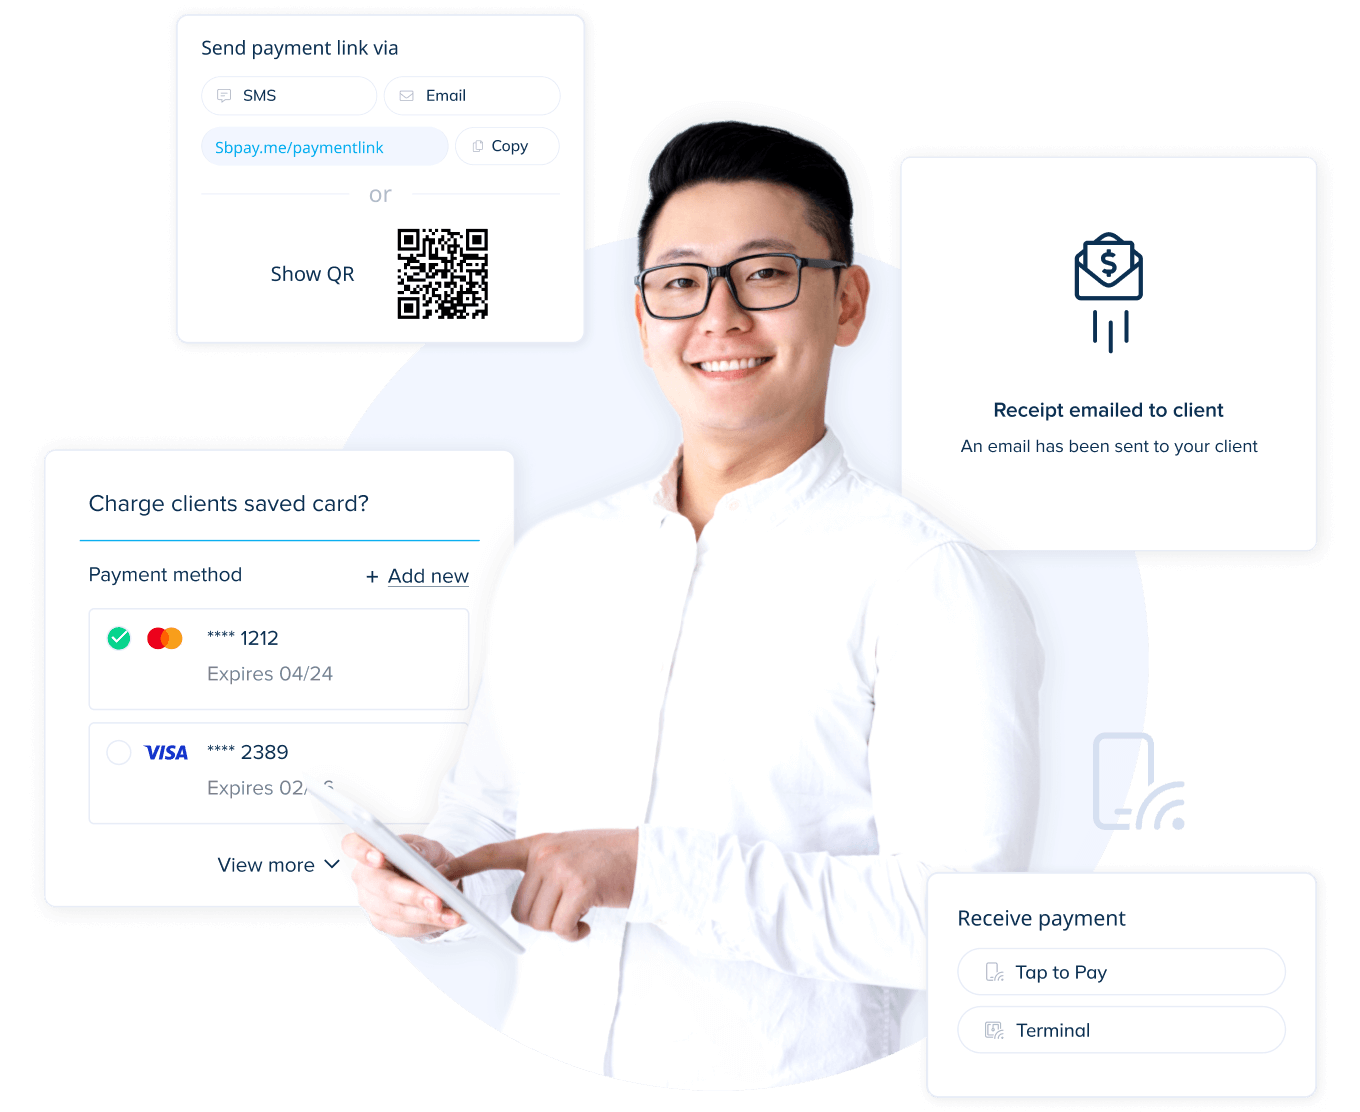 Send payment link via
SMS
Email
Sbpay.me/paymentlink
Copy
or
Show QR
$
Receipt emailed to client
An email has been sent to your client
Charge clients saved card?
Payment method
+ Add new
**** 1212
Expires 04/24
VISA
**** 2389
Expires
View more
Receive payment
Tap to Pay
Terminal